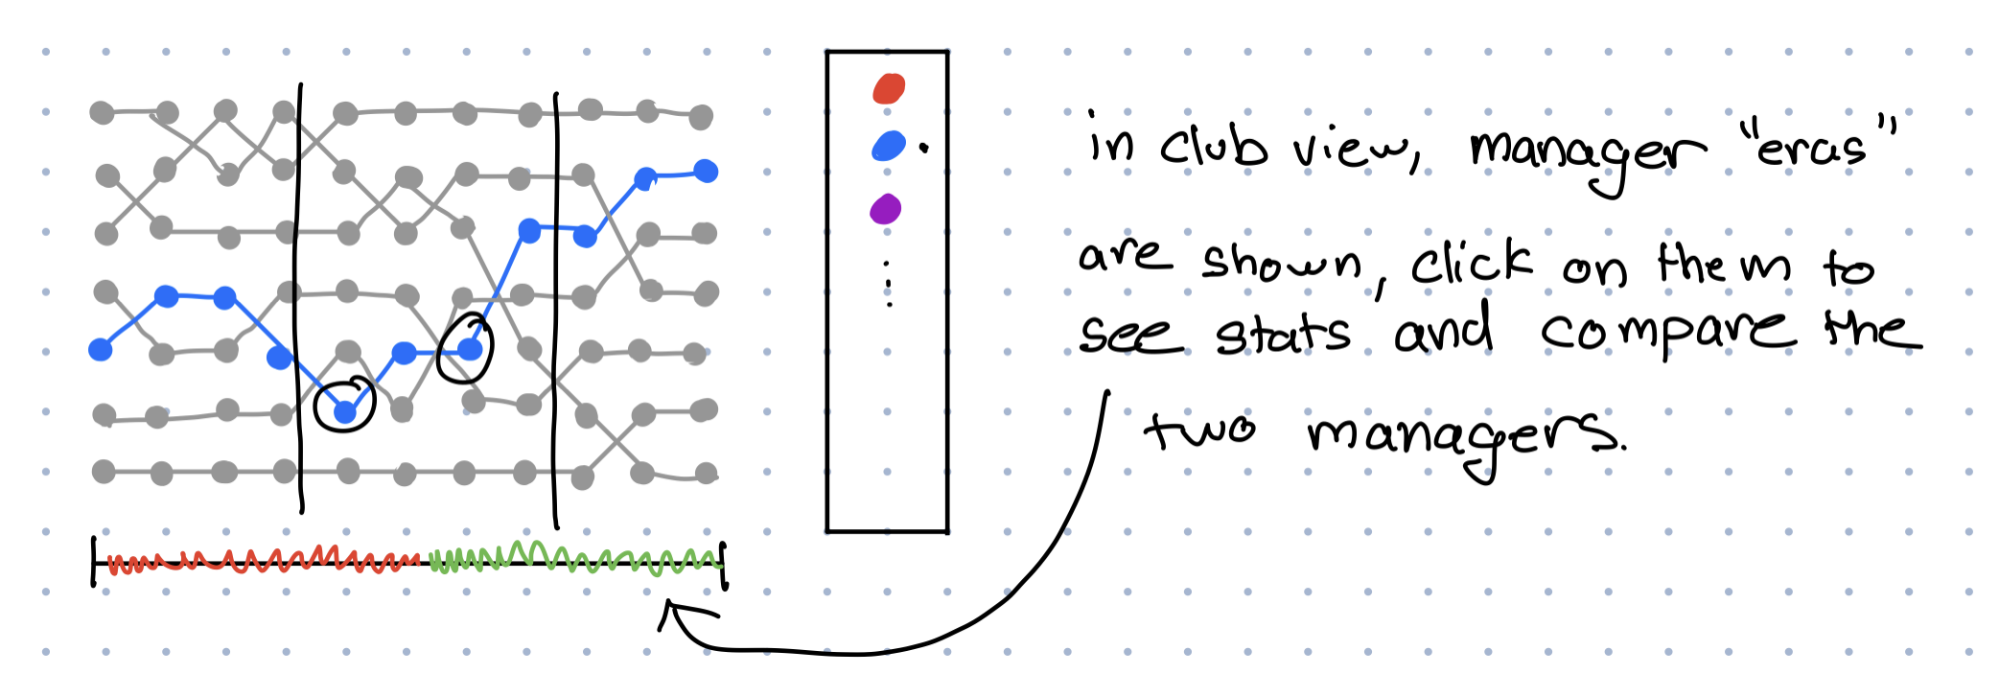 in club view, manager "eras"
are shown, click on them to
see stats and compare the
two managers.